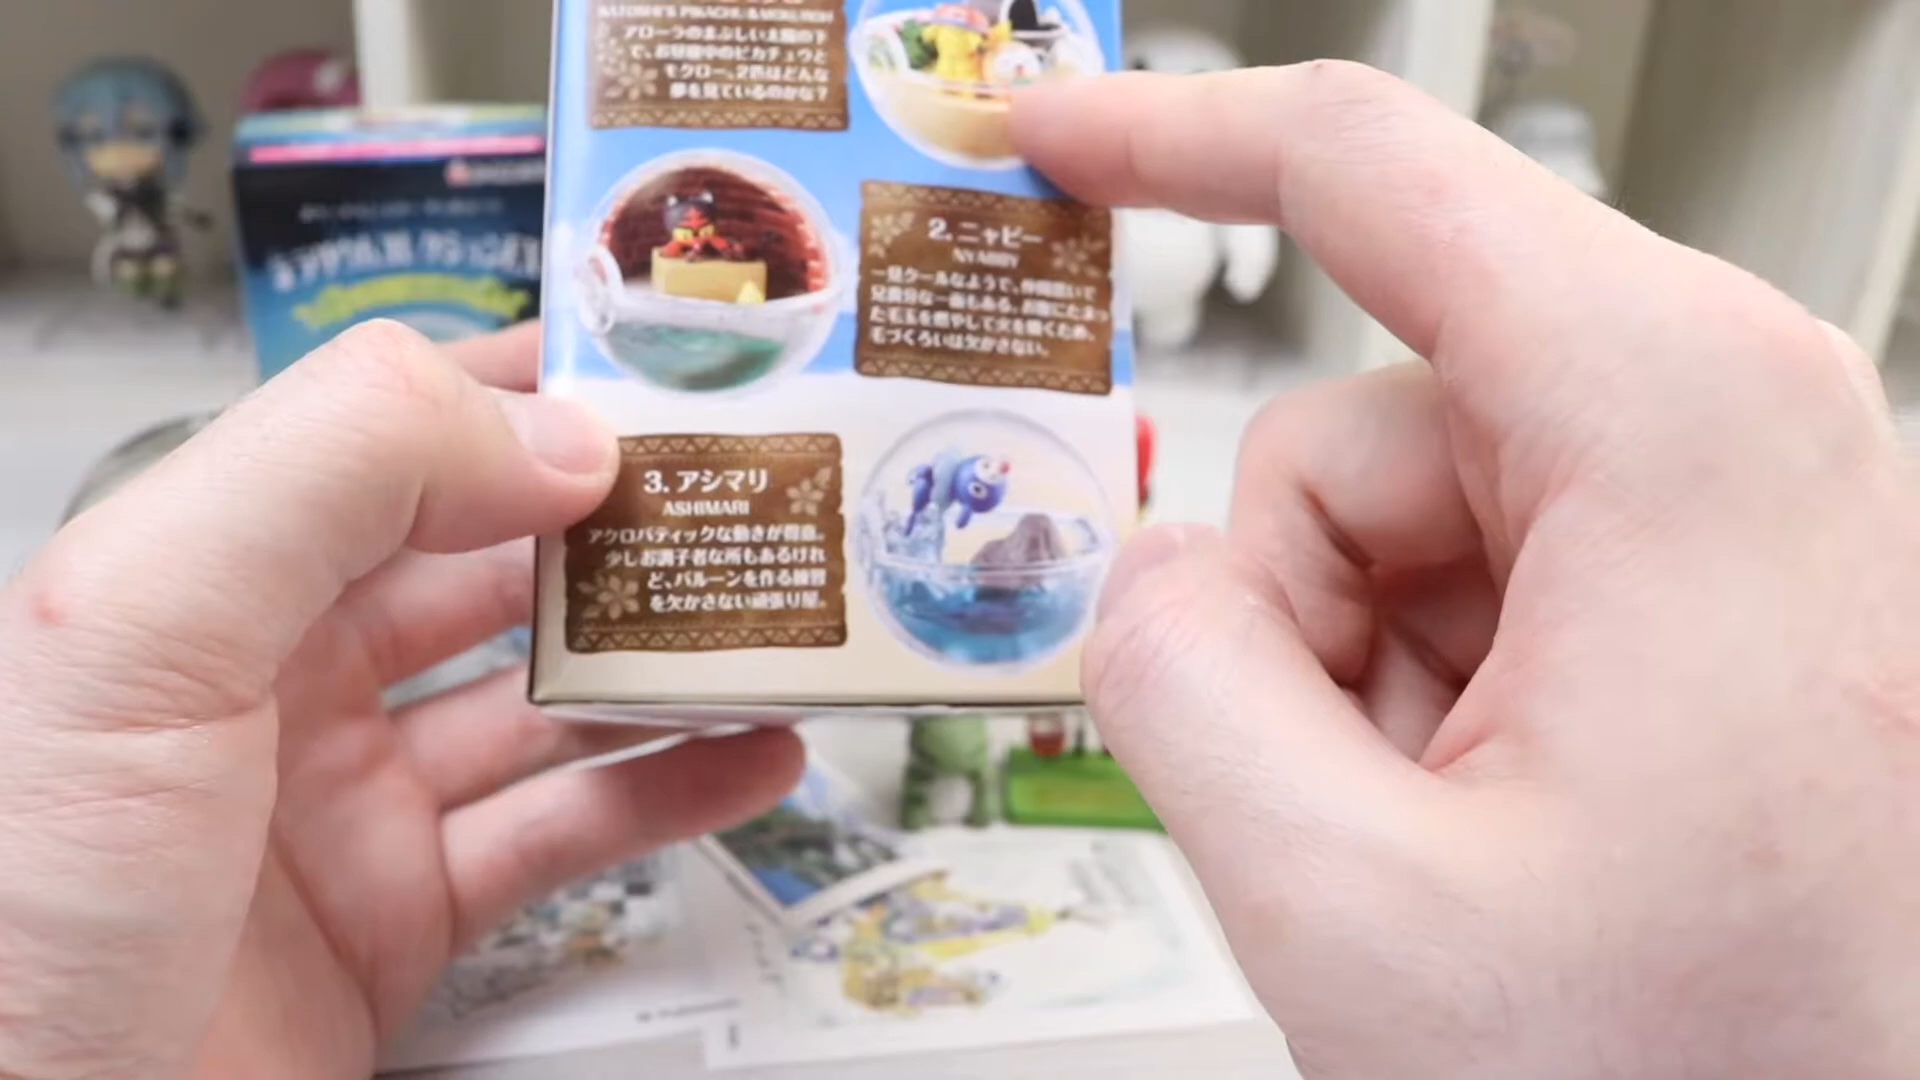 SATOSHI'S PIKACHU & MOKUROH
アローラのまぶしい太陽の下
で、お昼寝中のピカチュウと
モクロー。2匹はどんな
夢を見ているのかな?
2. ニャビー
NYABBY
一見クールなようで、仲間思いで
兄貴分な一面もある。お腹にたまっ
た毛玉を燃やして火を吹くため、
毛づくろいは欠かさない。
3. アシマリ
ASHIMARI
アクロバティックな動きが得意。
少しお調子者な所もあるけれ
ど、バルーンを作る練習
を欠かさない頑張り屋。